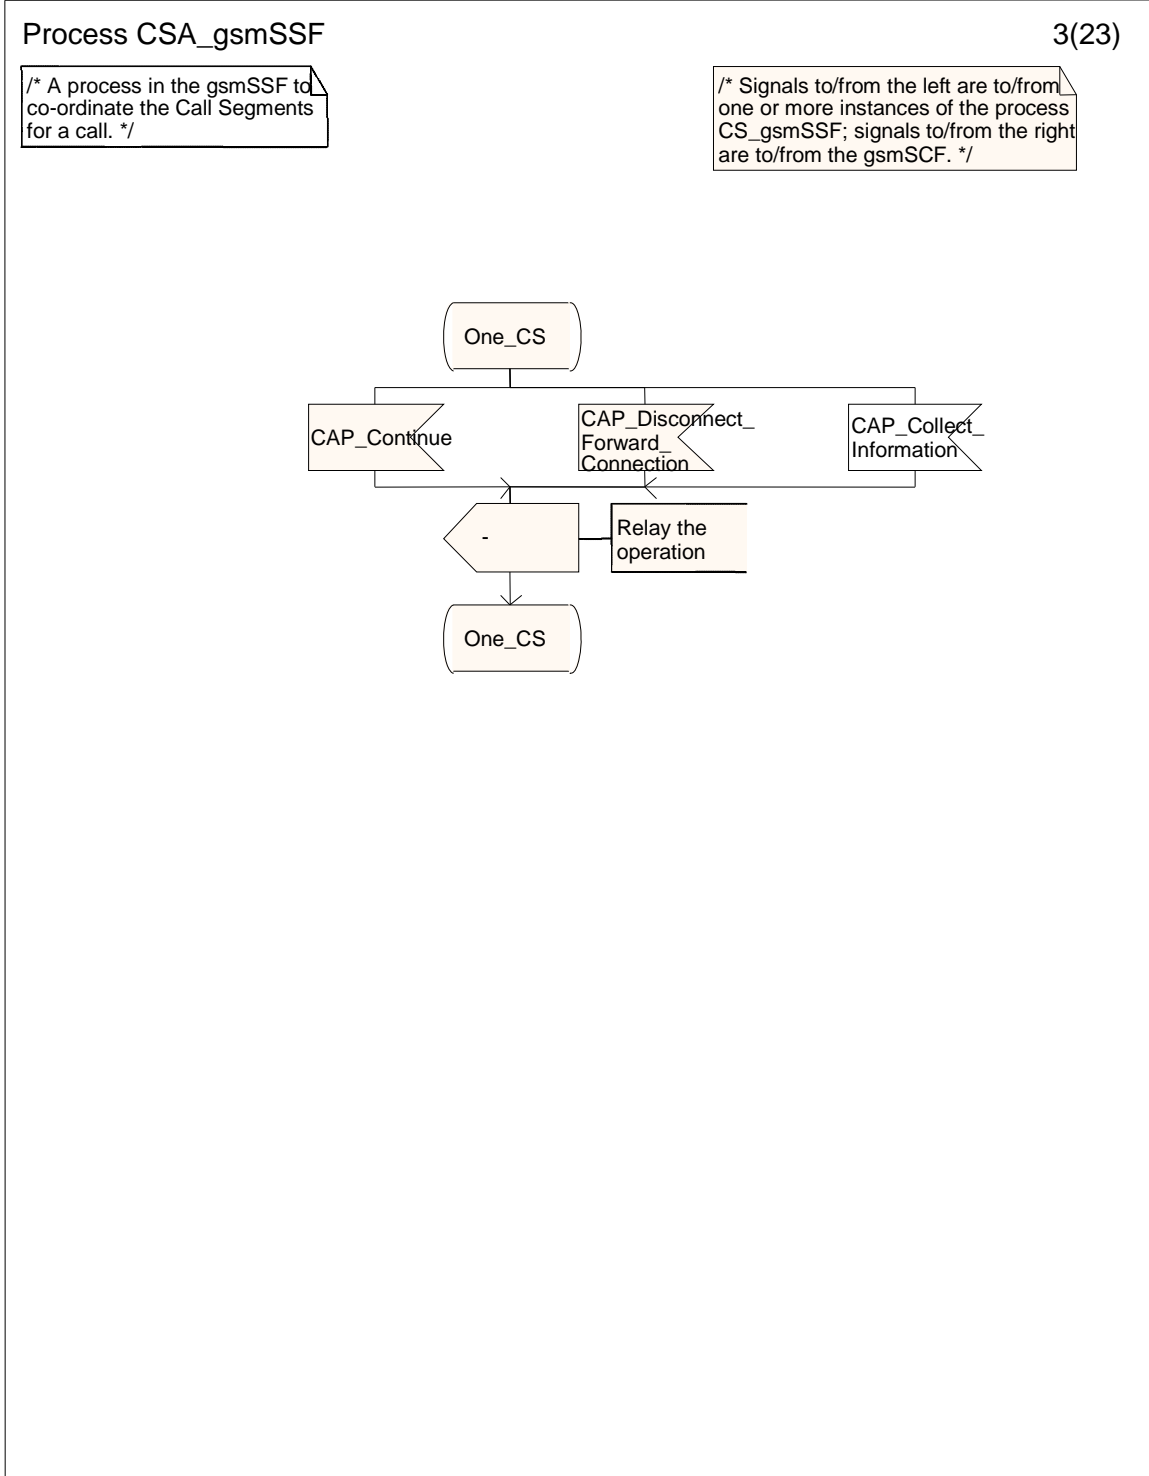 Process CSA_gsmSSF
3(23)
/* A process in the gsmSSF to
co-ordinate the Call Segments
for a call. */
/* Signals to/from the left are to/from
one or more instances of the process
CS_gsmSSF; signals to/from the right
are to/from the gsmSCF. */
One_CS
CAP_Continue
CAP_Disconnect_
Forward_
Connection
CAP_Collect_
Information
-
Relay the
operation
One_CS